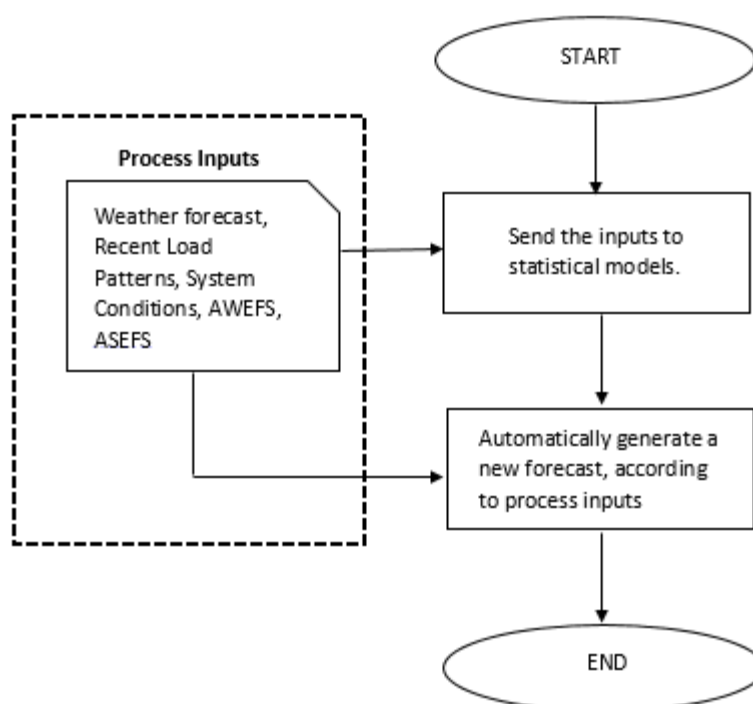 START
Process Inputs
Weather forecast,
Recent Load
Patterns, System
Conditions, AWEFS,
ASEFS
Send the inputs to
statistical models.
Automatically generate a
new forecast, according
to process inputs
END